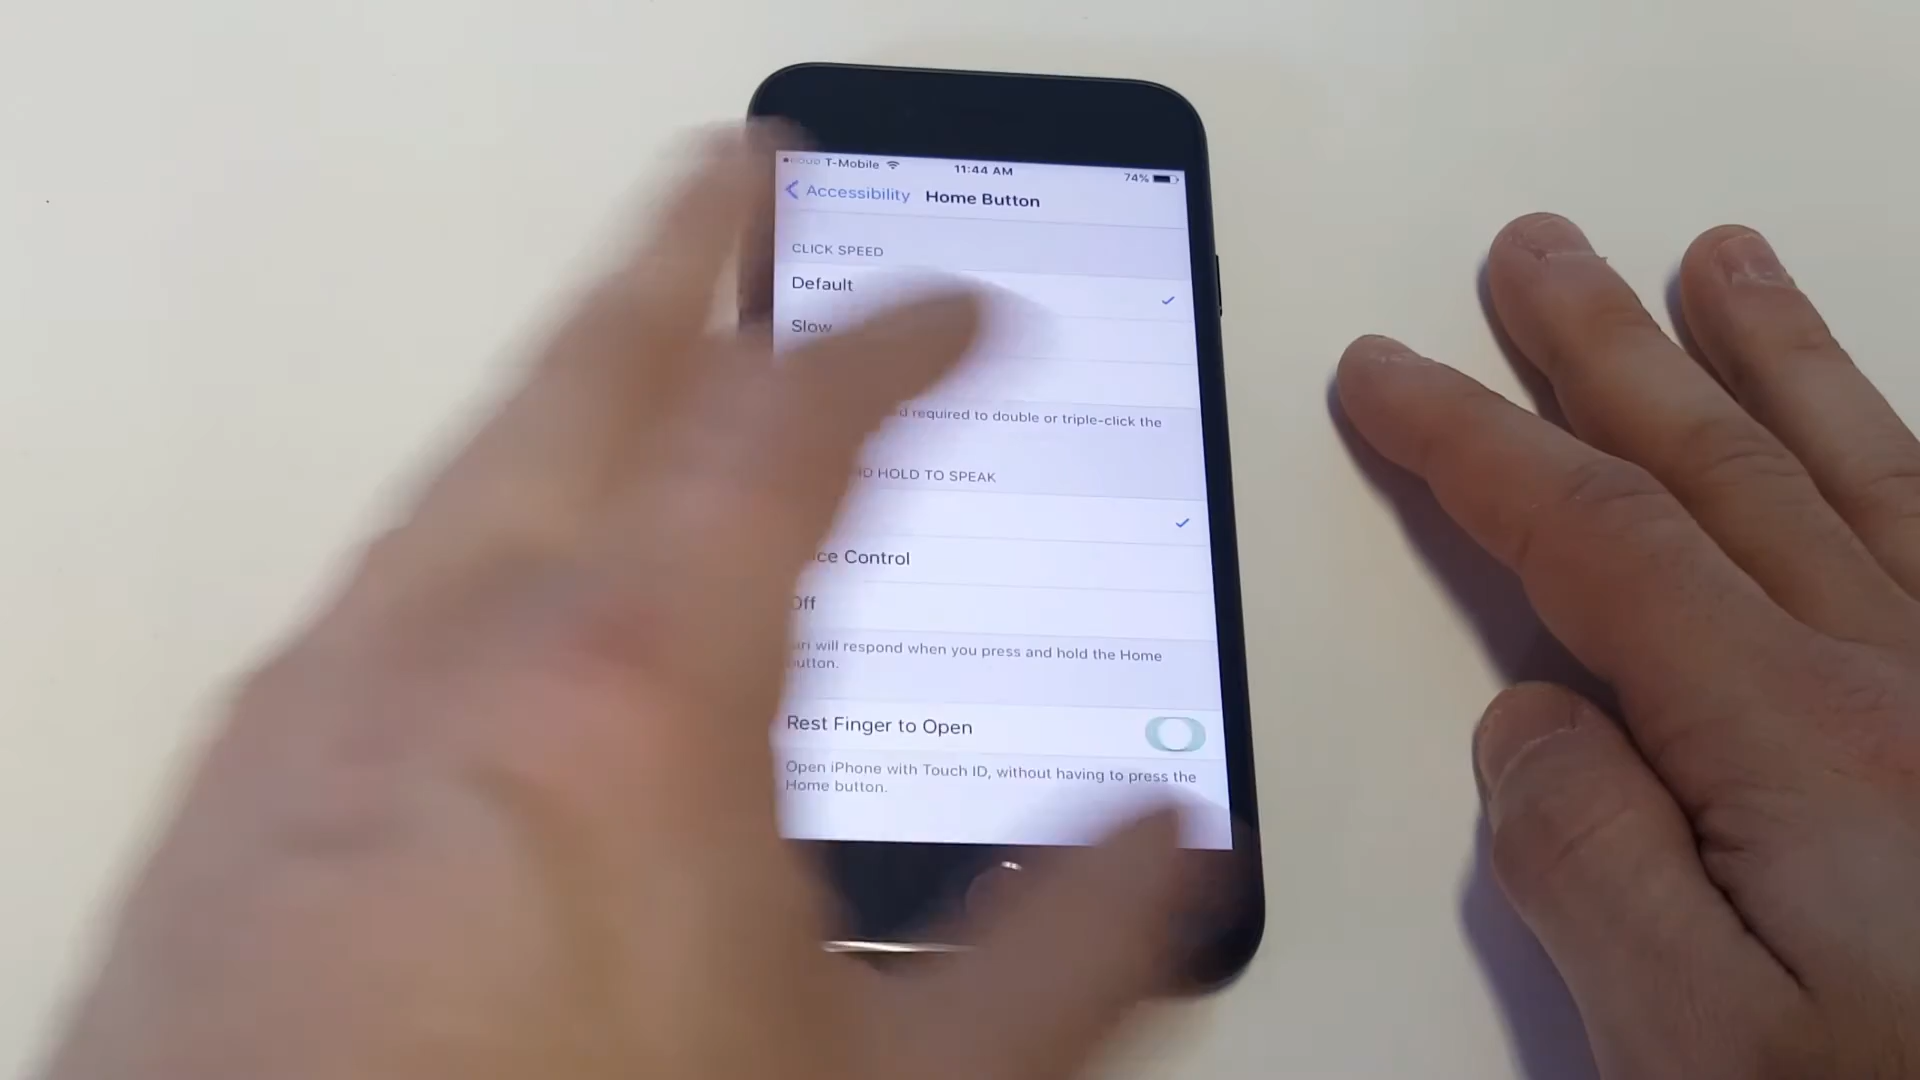 T-Mobile 11:44 AM 74%
Accessibility Home Button
CLICK SPEED
Default
Slow
required to double or triple-click the
HOLD TO SPEAK
Control
Off
will respond when you press and hold the Home
button.
Rest Finger to Open
Open iPhone with Touch ID, without having to press the
Home button.